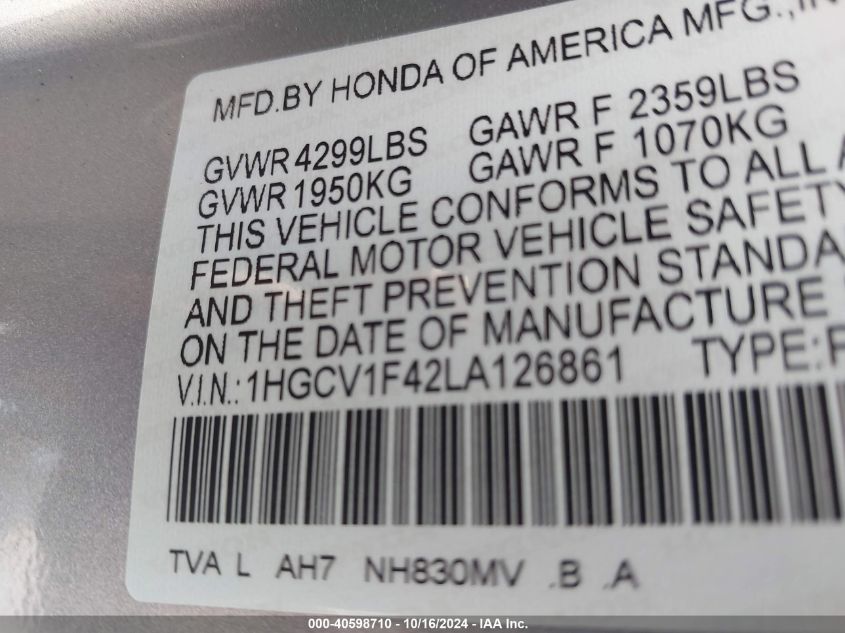 MFD.BY HONDA OF AMERICA MFG.,IN
GVWR 4299LBS GAWR F 2359LBS
GVWR 1950KG GAWR F 1070KG
THIS VEHICLE CONFORMS TO ALL A
FEDERAL MOTOR VEHICLE SAFETY
AND THEFT PREVENTION STANDA
ON THE DATE OF MANUFACTURE
V.I.N.: 1HGCV1F42LA126861 TYPE:P
TVA L AH7 NH830MV .B .A
000-40598710 - 10/16/2024 - IAA Inc.